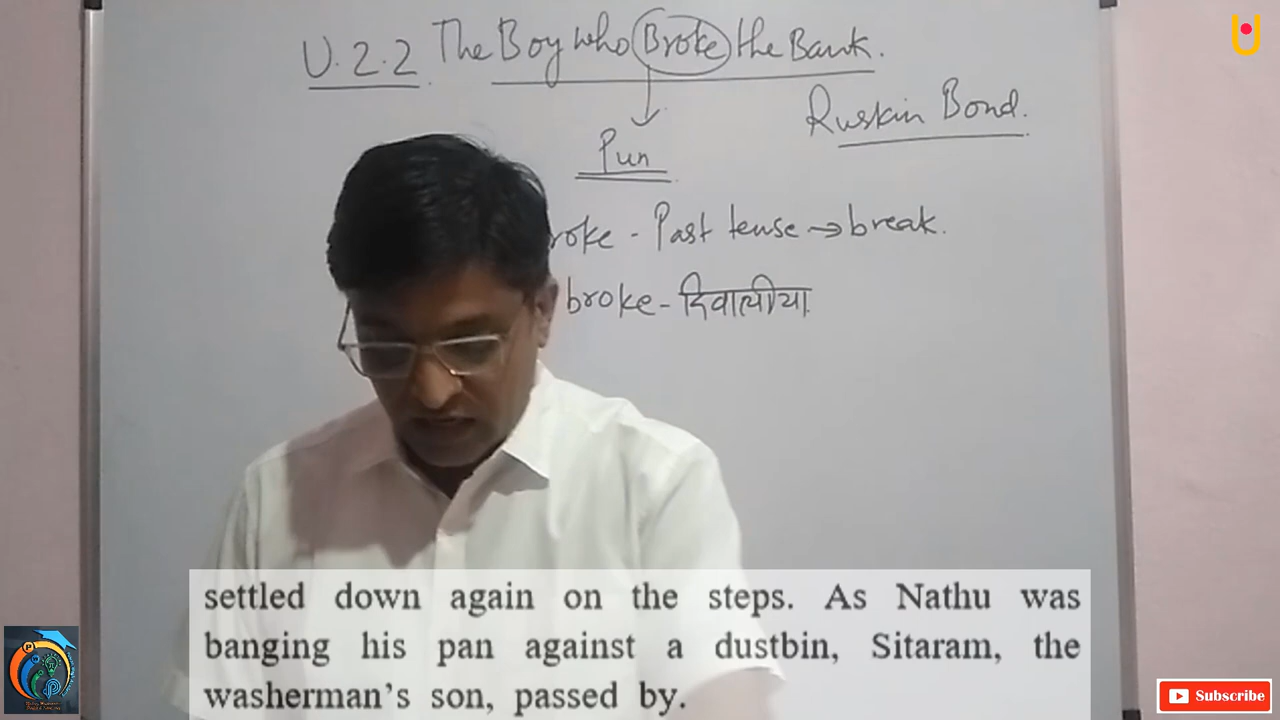 U.2.2 The Boy who Broke the Bank.
Ruskin Bond.
Pun
roke - Past tense → break.
broke - दिवालीया
settled down again on the steps. As Nathu was
banging his pan against a dustbin, Sitaram, the
washerman's son, passed by.
Subscribe